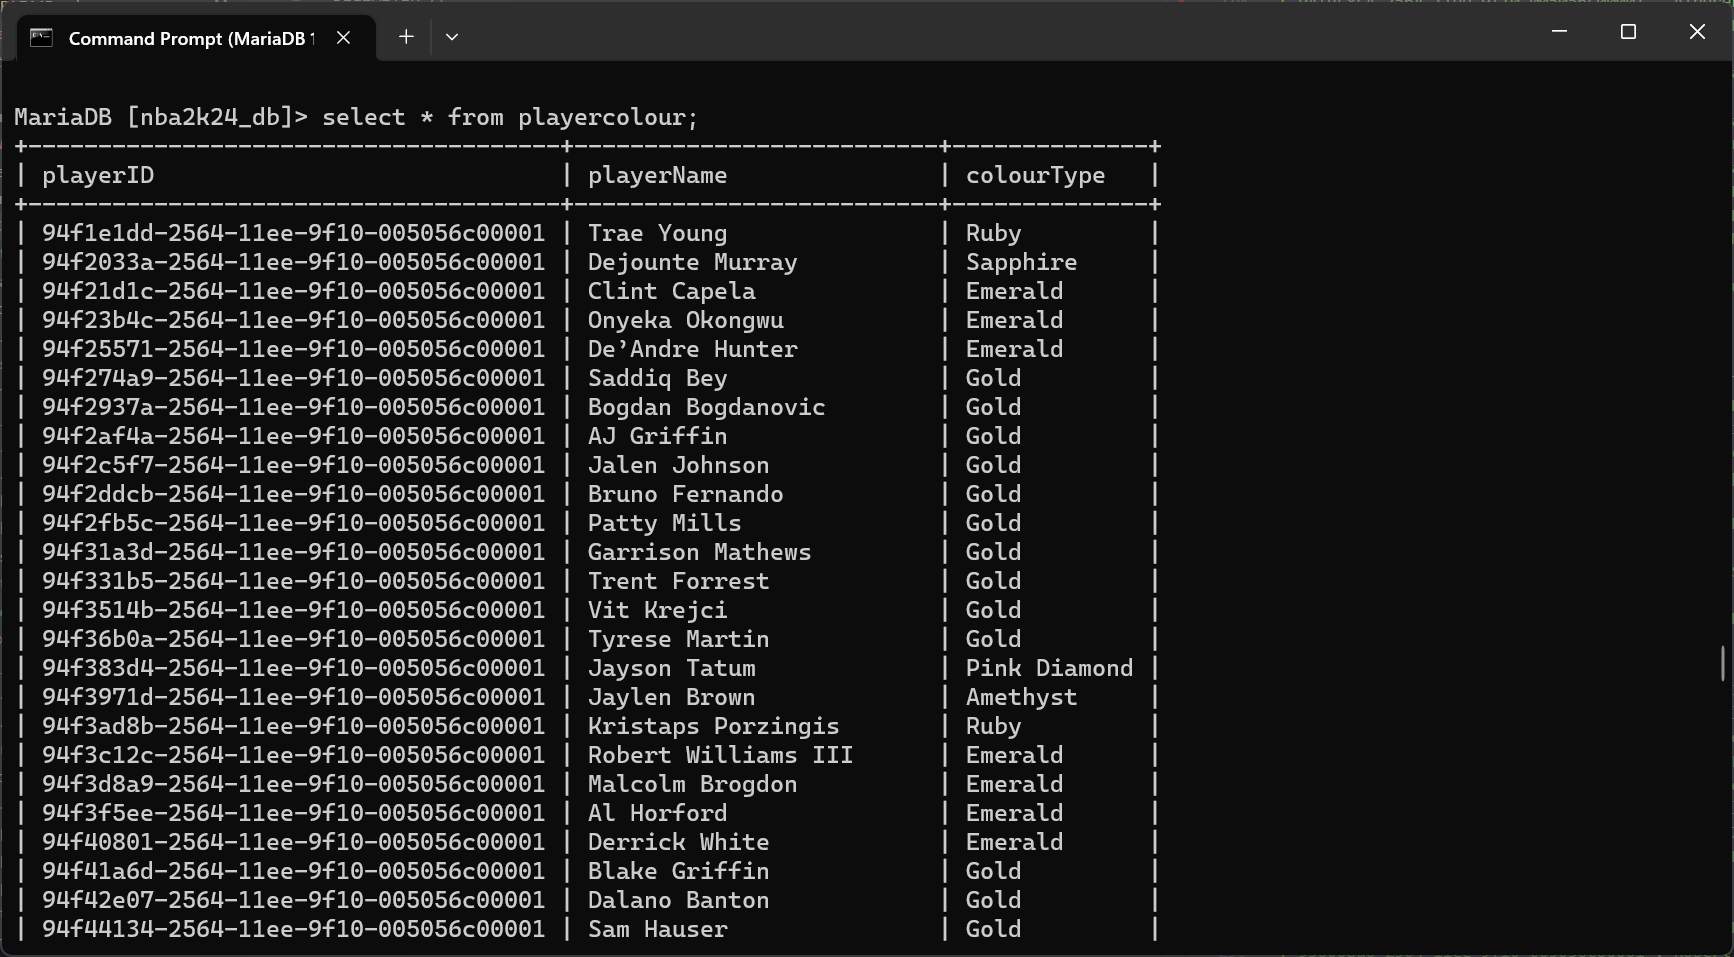 Command Prompt (MariaDB 1
MariaDB [nba2k24_db]> select * from playercolour;
+--------------------------------------+--------------------------+--------------+
| playerID                             | playerName               | colourType   |
+--------------------------------------+--------------------------+--------------+
| 94f1e1dd-2564-11ee-9f10-005056c00001 | Trae Young               | Ruby         |
| 94f2033a-2564-11ee-9f10-005056c00001 | Dejounte Murray          | Sapphire     |
| 94f21d1c-2564-11ee-9f10-005056c00001 | Clint Capela             | Emerald      |
| 94f23b4c-2564-11ee-9f10-005056c00001 | Onyeka Okongwu           | Emerald      |
| 94f25571-2564-11ee-9f10-005056c00001 | De’Andre Hunter          | Emerald      |
| 94f274a9-2564-11ee-9f10-005056c00001 | Saddiq Bey               | Gold         |
| 94f2937a-2564-11ee-9f10-005056c00001 | Bogdan Bogdanovic        | Gold         |
| 94f2af4a-2564-11ee-9f10-005056c00001 | AJ Griffin               | Gold         |
| 94f2c5f7-2564-11ee-9f10-005056c00001 | Jalen Johnson            | Gold         |
| 94f2ddcb-2564-11ee-9f10-005056c00001 | Bruno Fernando           | Gold         |
| 94f2fb5c-2564-11ee-9f10-005056c00001 | Patty Mills              | Gold         |
| 94f31a3d-2564-11ee-9f10-005056c00001 | Garrison Mathews         | Gold         |
| 94f331b5-2564-11ee-9f10-005056c00001 | Trent Forrest            | Gold         |
| 94f3514b-2564-11ee-9f10-005056c00001 | Vit Krejci               | Gold         |
| 94f36b0a-2564-11ee-9f10-005056c00001 | Tyrese Martin            | Gold         |
| 94f383d4-2564-11ee-9f10-005056c00001 | Jayson Tatum             | Pink Diamond |
| 94f3971d-2564-11ee-9f10-005056c00001 | Jaylen Brown             | Amethyst     |
| 94f3ad8b-2564-11ee-9f10-005056c00001 | Kristaps Porzingis       | Ruby         |
| 94f3c12c-2564-11ee-9f10-005056c00001 | Robert Williams III      | Emerald      |
| 94f3d8a9-2564-11ee-9f10-005056c00001 | Malcolm Brogdon          | Emerald      |
| 94f3f5ee-2564-11ee-9f10-005056c00001 | Al Horford               | Emerald      |
| 94f40801-2564-11ee-9f10-005056c00001 | Derrick White            | Emerald      |
| 94f41a6d-2564-11ee-9f10-005056c00001 | Blake Griffin            | Gold         |
| 94f42e07-2564-11ee-9f10-005056c00001 | Dalano Banton            | Gold         |
| 94f44134-2564-11ee-9f10-005056c00001 | Sam Hauser               | Gold         |